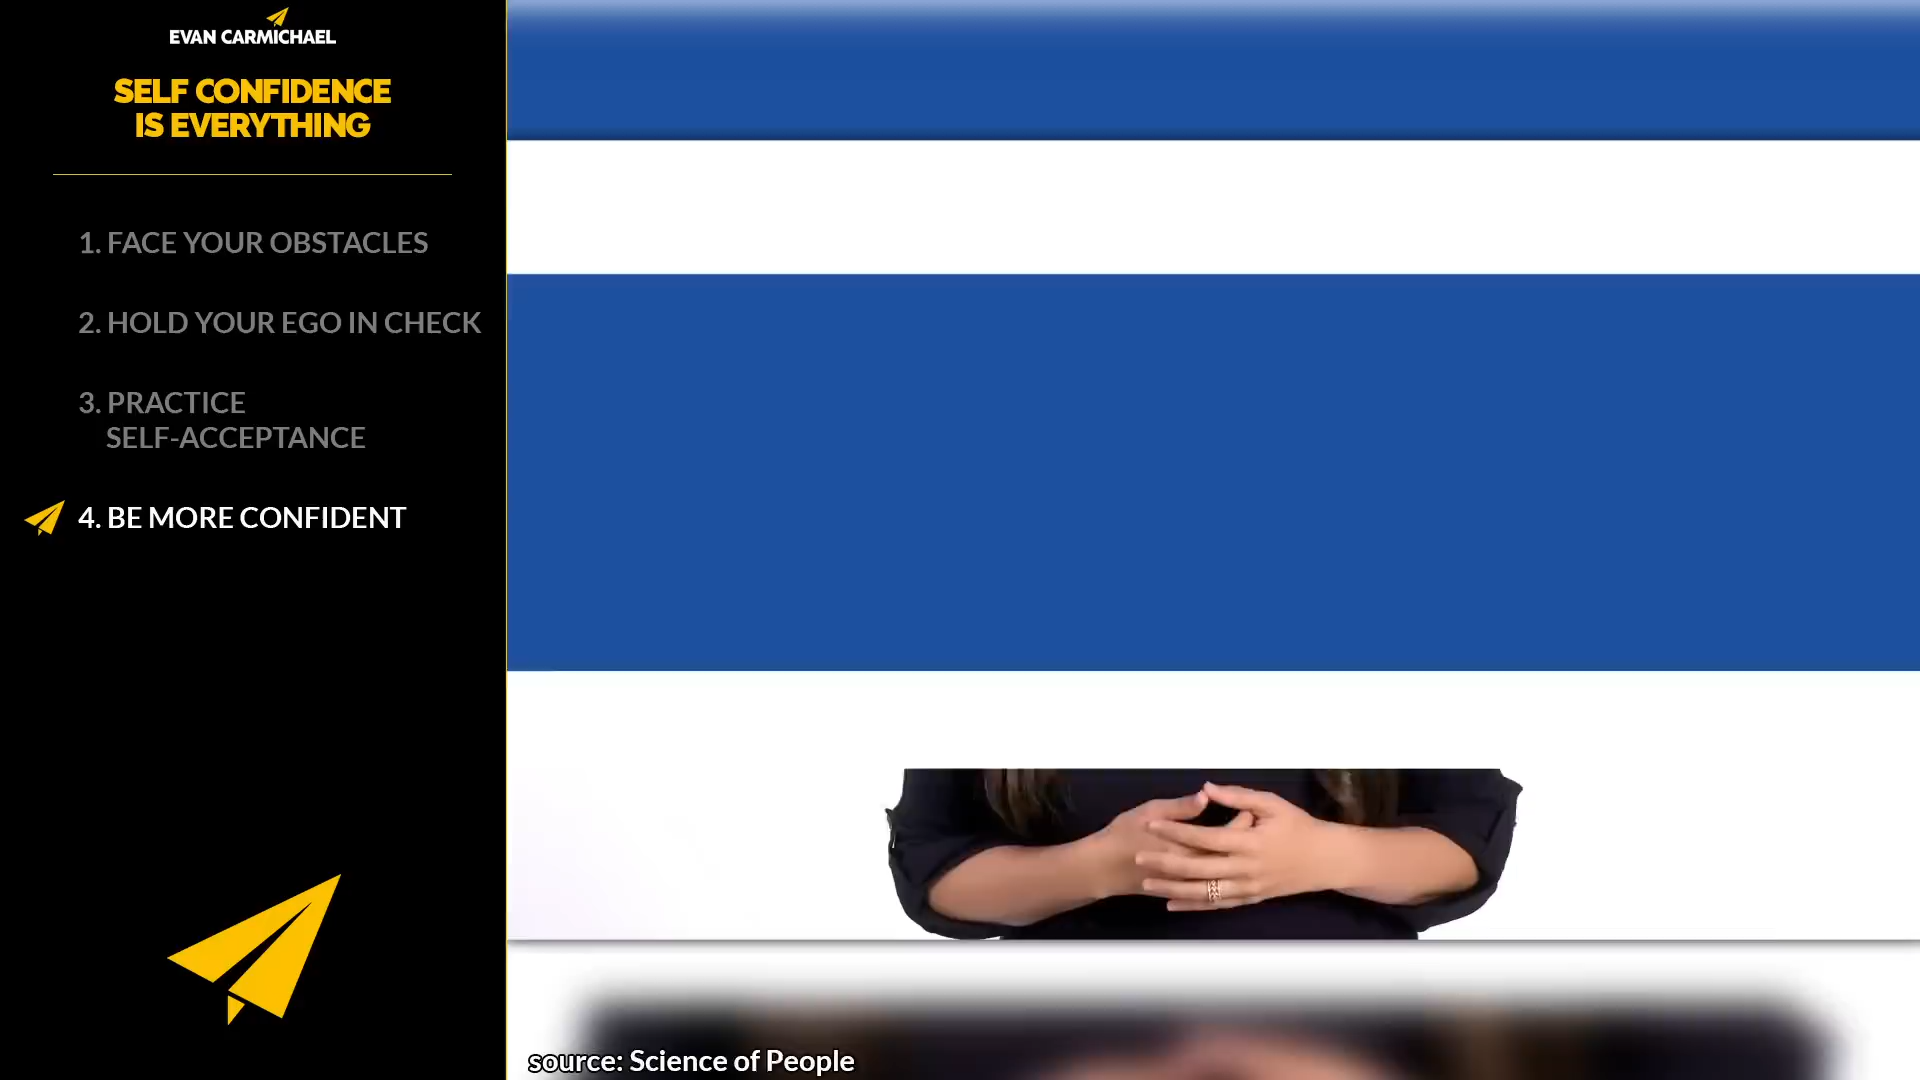 EVAN CARMICHAEL
SELF CONFIDENCE
IS EVERYTHING
1. FACE YOUR OBSTACLES
2. HOLD YOUR EGO IN CHECK
3. PRACTICE
SELF-ACCEPTANCE
4. BE MORE CONFIDENT
source: Science of People